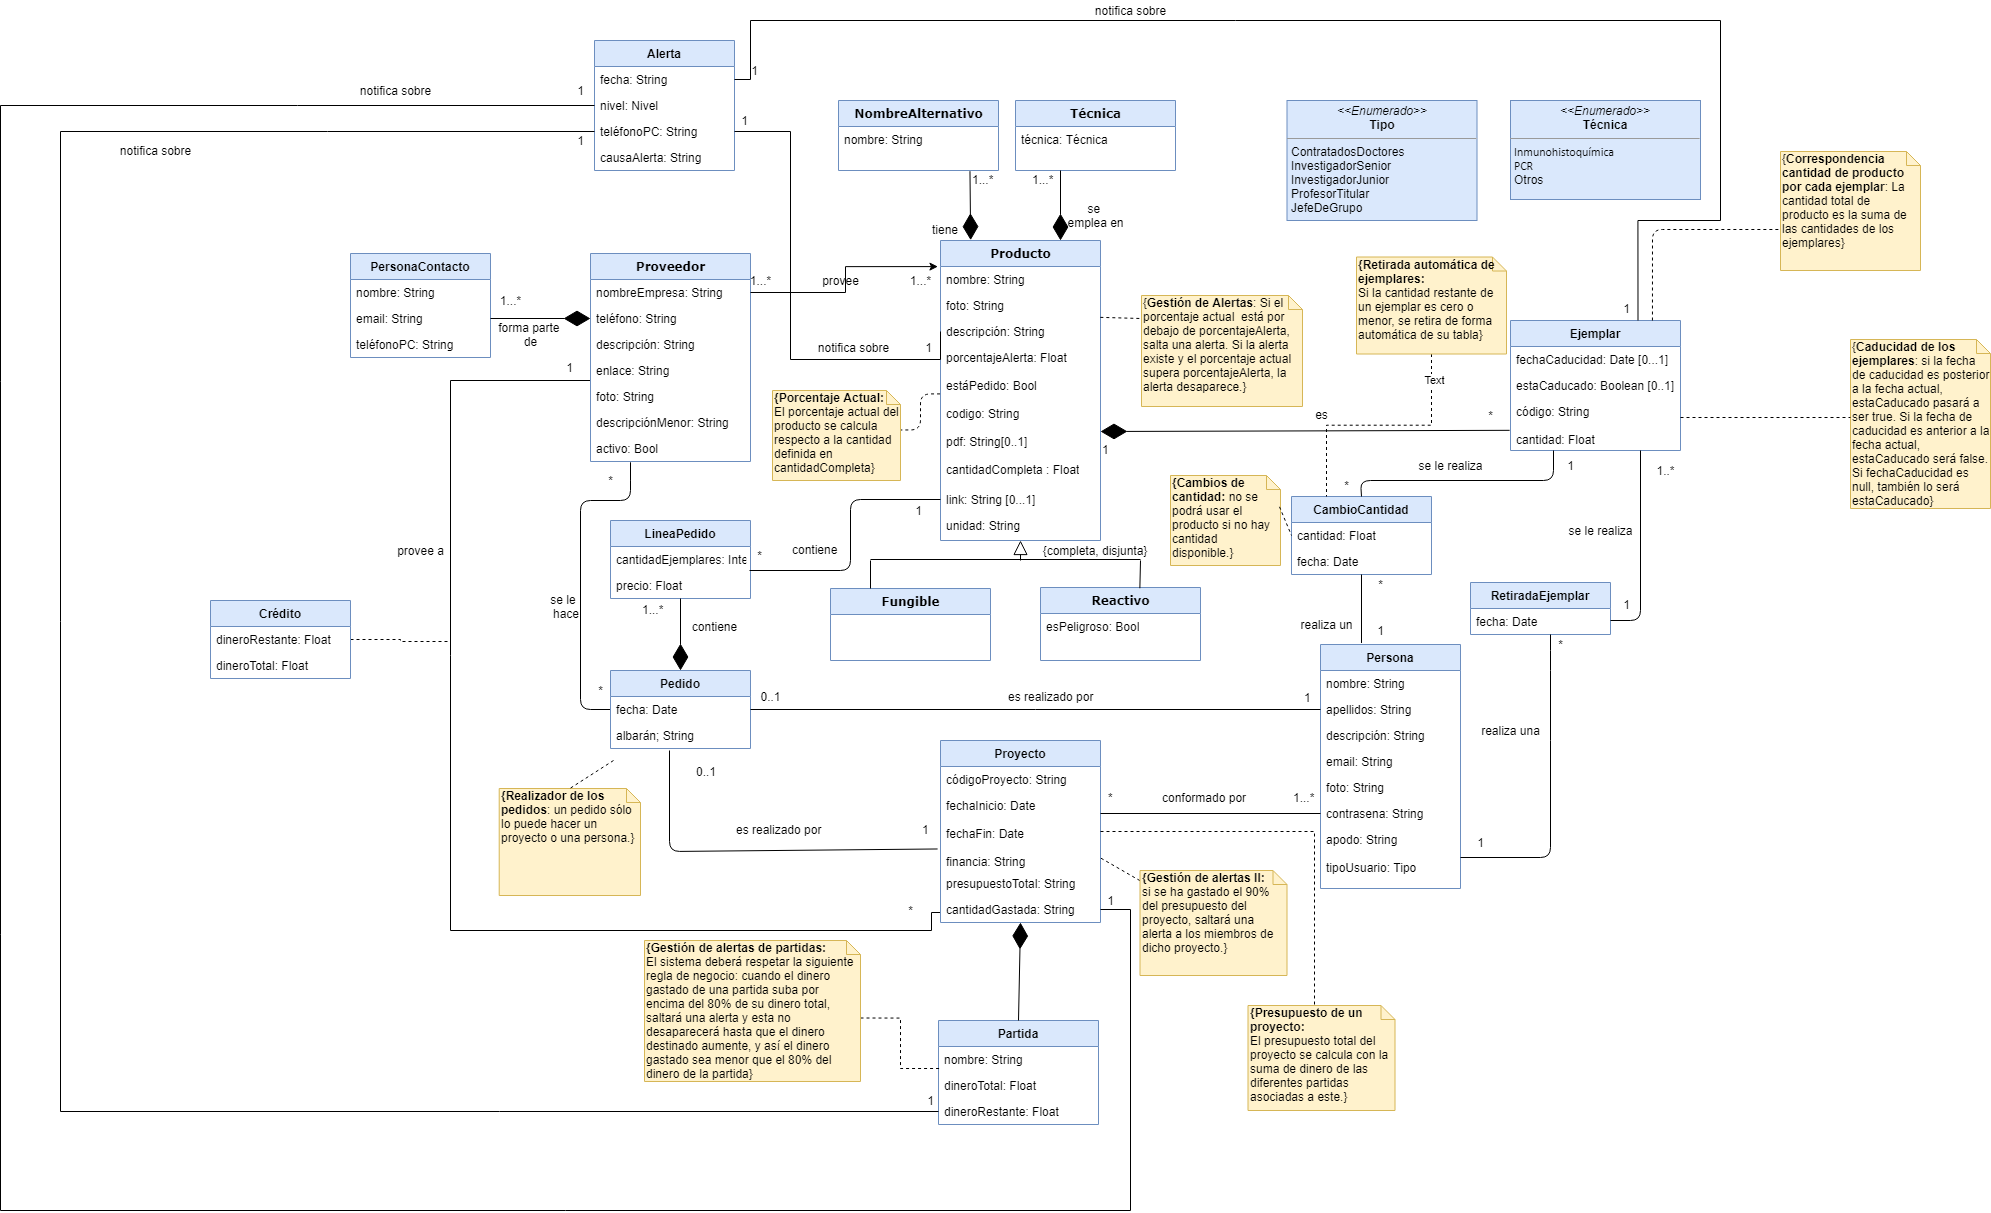 notifica sobre
Alerta
fecha: String
nivel: Nivel
teléfonoPC: String
causaAlerta: String
1
notifica sobre
1
1
1
notifica sobre
NombreAlternativo
nombre: String
1...*
tiene
Técnica
técnica: Técnica
1...*
se
emplea en
<<Enumerado>>
Tipo
ContratadosDoctores
InvestigadorSenior
InvestigadorJunior
ProfesorTitular
JefeDeGrupo
<<Enumerado>>
Técnica
Inmunohistoquímica
PCR
Otros
{Correspondencia
cantidad de producto
por cada ejemplar: La
cantidad total de
producto es la suma de
las cantidades de los
ejemplares}
PersonaContacto
nombre: String
email: String
teléfonoPC: String
1...*
forma parte
de
Proveedor
nombreEmpresa: String
teléfono: String
descripción: String
enlace: String
foto: String
descripciónMenor: String
activo: Bool
1...*
provee
1...*
1
*
notifica sobre
1
Producto
nombre: String
foto: String
descripción: String
porcentajeAlerta: Float
estáPedido: Bool
codigo: String
pdf: String[0...1]
cantidadCompleta : Float
link: String [0...1]
unidad: String
{Gestión de Alertas: Si el
porcentaje actual  está por
debajo de porcentajeAlerta,
salta una alerta. Si la alerta
existe y el porcentaje actual
supera porcentajeAlerta, la
alerta desaparece.}
{Retirada automática de
ejemplares:
Si la cantidad restante de
un ejemplar es cero o
menor, se retira de forma
automática de su tabla}
Text
1
Ejemplar
fechaCaducidad: Date [0...1]
estaCaducado: Boolean [0..1]
código: String
cantidad: Float
{Caducidad de los
ejemplares: si la fecha
de caducidad es posterior
a la fecha actual,
estaCaducado pasará a
ser true. Si la fecha de
caducidad es anterior a la
fecha actual,
estaCaducado será false.
Si fechaCaducidad es
null, también lo será
estaCaducado}
{Porcentaje Actual:
El porcentaje actual del
producto se calcula
respecto a la cantidad
definida en
cantidadCompleta}
1
es
*
{Cambios de
cantidad: no se
podrá usar el
producto si no hay
cantidad
disponible.}
se le realiza
1
*
CambioCantidad
cantidad: Float
fecha: Date
1..*
se le realiza
LineaPedido
cantidadEjemplares: Inte
precio: Float
*
contiene
1
1...*
contiene
provee a
se le
hace
{completa, disjunta}
Fungible
Reactivo
esPeligroso: Bool
*
realiza un
1
RetiradaEjemplar
fecha: Date
1
*
realiza una
Crédito
dineroRestante: Float
dineroTotal: Float
Pedido
fecha: Date
albarán; String
*
0..1
es realizado por
1
Persona
nombre: String
apellidos: String
descripción: String
email: String
foto: String
contrasena: String
apodo: String
tipoUsuario: Tipo
1
0..1
{Realizador de los
pedidos: un pedido sólo
lo puede hacer un
proyecto o una persona.}
es realizado por
1
*
Proyecto
códigoProyecto: String
fechaInicio: Date
fechaFin: Date
financia: String
presupuestoTotal: String
cantidadGastada: String
*
conformado por
1...*
1
{Gestión de alertas II:
si se ha gastado el 90%
del presupuesto del
proyecto, saltará una
alerta a los miembros de
dicho proyecto.}
{Gestión de alertas de partidas:
El sistema deberá respetar la siguiente
regla de negocio: cuando el dinero
gastado de una partida suba por
encima del 80% de su dinero total,
saltará una alerta y esta no
desaparecerá hasta que el dinero
destinado aumente, y así el dinero
gastado sea menor que el 80% del
dinero de la partida}
{Presupuesto de un
proyecto:
El presupuesto total del
proyecto se calcula con la
suma de dinero de las
diferentes partidas
asociadas a este.}
Partida
nombre: String
dineroTotal: Float
dineroRestante: Float
1